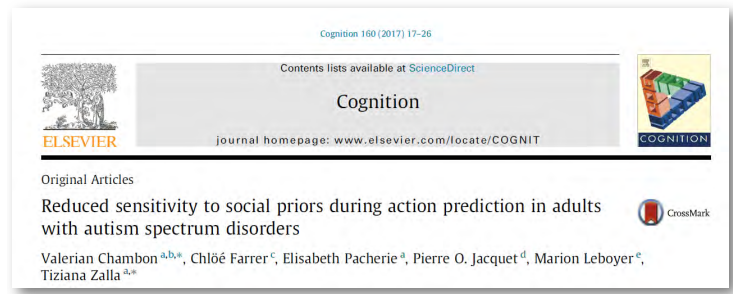 Cognition 160 (2017) 17–26
Contents lists available at ScienceDirect
Cognition
journal homepage: www.elsevier.com/locate/COGNIT
ELSEVIER
COGNITION
Original Articles
Reduced sensitivity to social priors during action prediction in adults
with autism spectrum disorders
CrossMark
Valerian Chambon a,b,*, Chlöé Farrer c, Elisabeth Pacherie a, Pierre O. Jacquet d, Marion Leboyer e,
Tiziana Zalla a,*